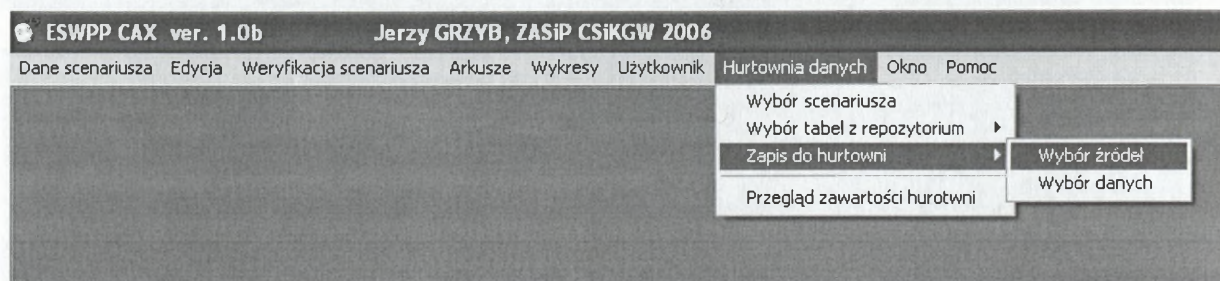 ESWPP CAX ver. 1.0b Jerzy GRZYB, ZASiP CSiKGW 2006
Dane scenariusza Edycja Weryfikacja scenariusza Arkusze Wykresy Użytkownik Hurtownia danych Okno Pomoc
Wybór scenariusza
Wybór tabel z repozytorium
Zapis do hurtowni
Wybór źródeł
Wybór danych
Przegląd zawartości hurotwni